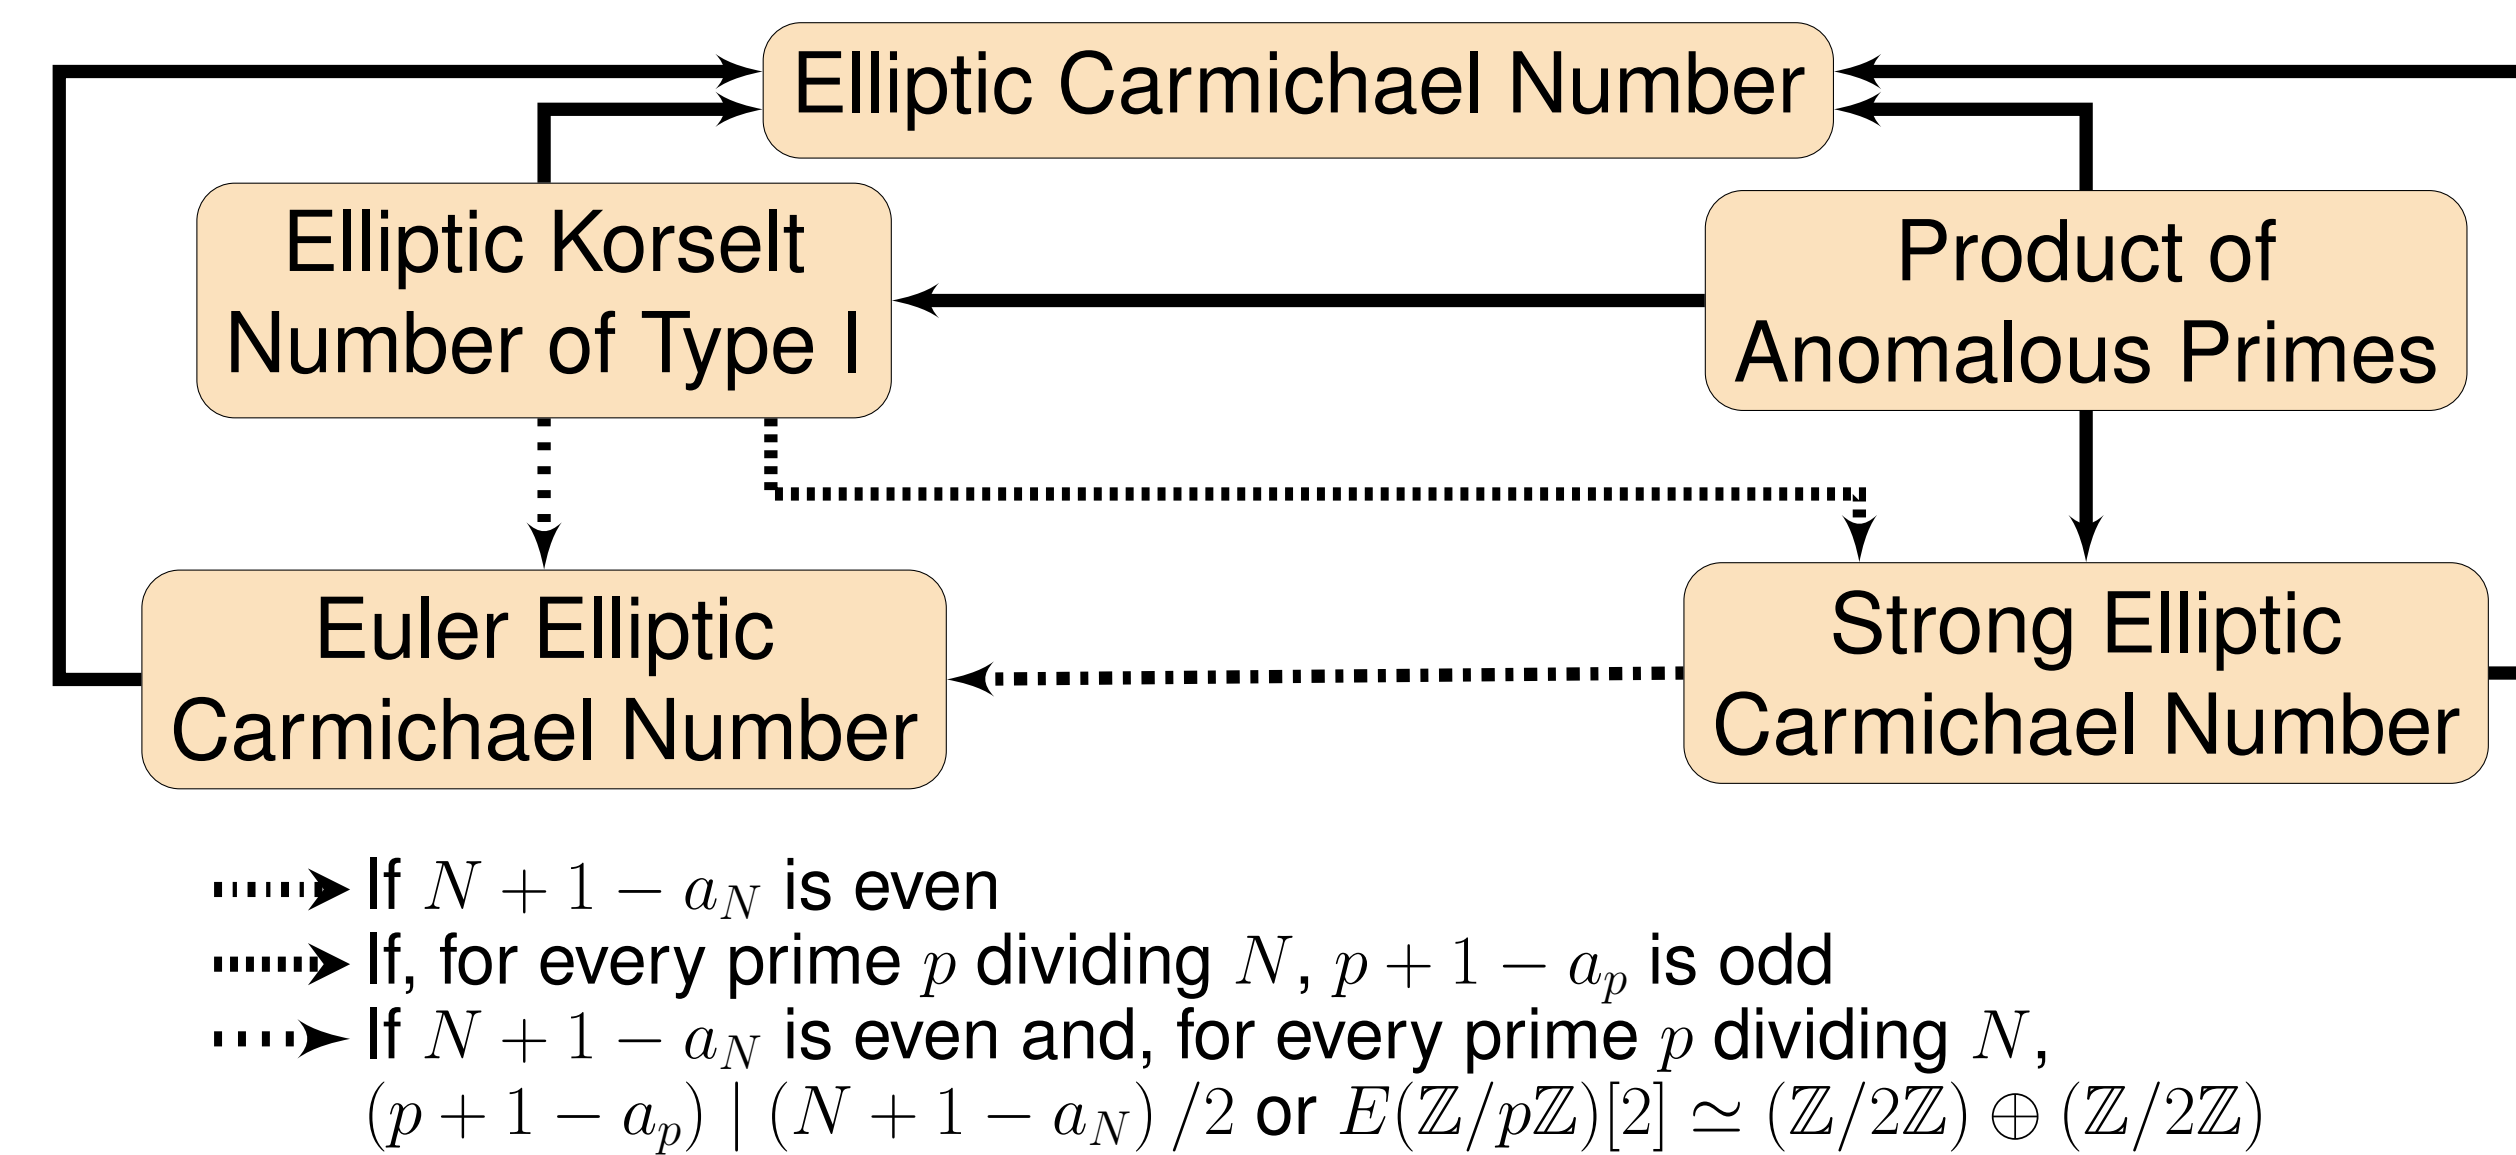 Elliptic Carmichael Number
Elliptic Korselt
Number of Type I
Product of
Anomalous Primes
Euler Elliptic
Carmichael Number
Strong Elliptic
Carmichael Number
If N + 1 − a_N is even
If, for every prime p dividing N, p + 1 − a_p is odd
If N + 1 − a_N is even and, for every prime p dividing N,
(p + 1 − a_p) | (N + 1 − a_N) /2 or E(ℤ/pℤ)[2] ≃ (ℤ/2ℤ) ⊕ (ℤ/2ℤ)